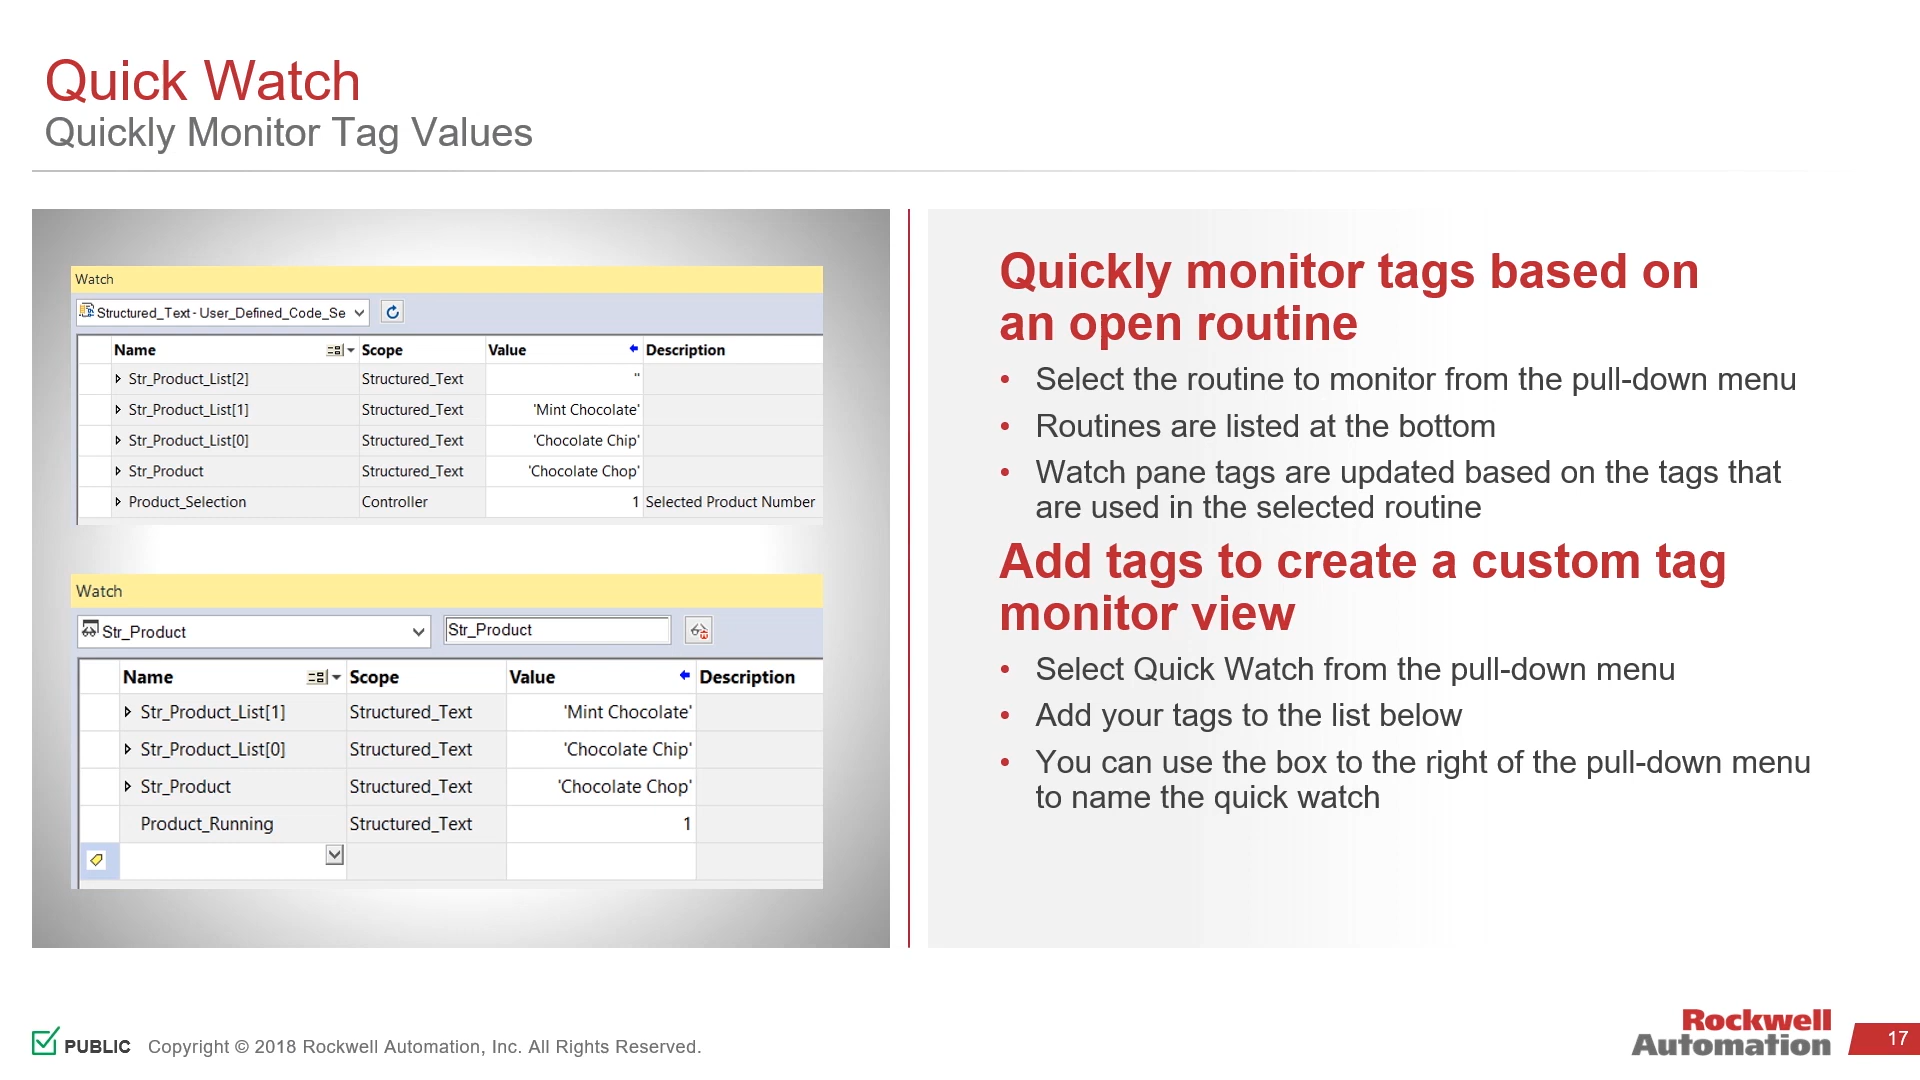 Quick Watch
Quickly Monitor Tag Values
Watch
Structured_Text - User_Defined_Code_Se
Name Scope Value Description
Str_Product_List[2] Structured_Text ''
Str_Product_List[1] Structured_Text 'Mint Chocolate'
Str_Product_List[0] Structured_Text 'Chocolate Chip'
Str_Product Structured_Text 'Chocolate Chop'
Product_Selection Controller 1 Selected Product Number
Watch
Str_Product Str_Product
Name Scope Value Description
Str_Product_List[1] Structured_Text 'Mint Chocolate'
Str_Product_List[0] Structured_Text 'Chocolate Chip'
Str_Product Structured_Text 'Chocolate Chop'
Product_Running Structured_Text 1
Quickly monitor tags based on
an open routine
• Select the routine to monitor from the pull-down menu
• Routines are listed at the bottom
• Watch pane tags are updated based on the tags that
are used in the selected routine
Add tags to create a custom tag
monitor view
• Select Quick Watch from the pull-down menu
• Add your tags to the list below
• You can use the box to the right of the pull-down menu
to name the quick watch
PUBLIC Copyright © 2018 Rockwell Automation, Inc. All Rights Reserved.
Rockwell
Automation
17